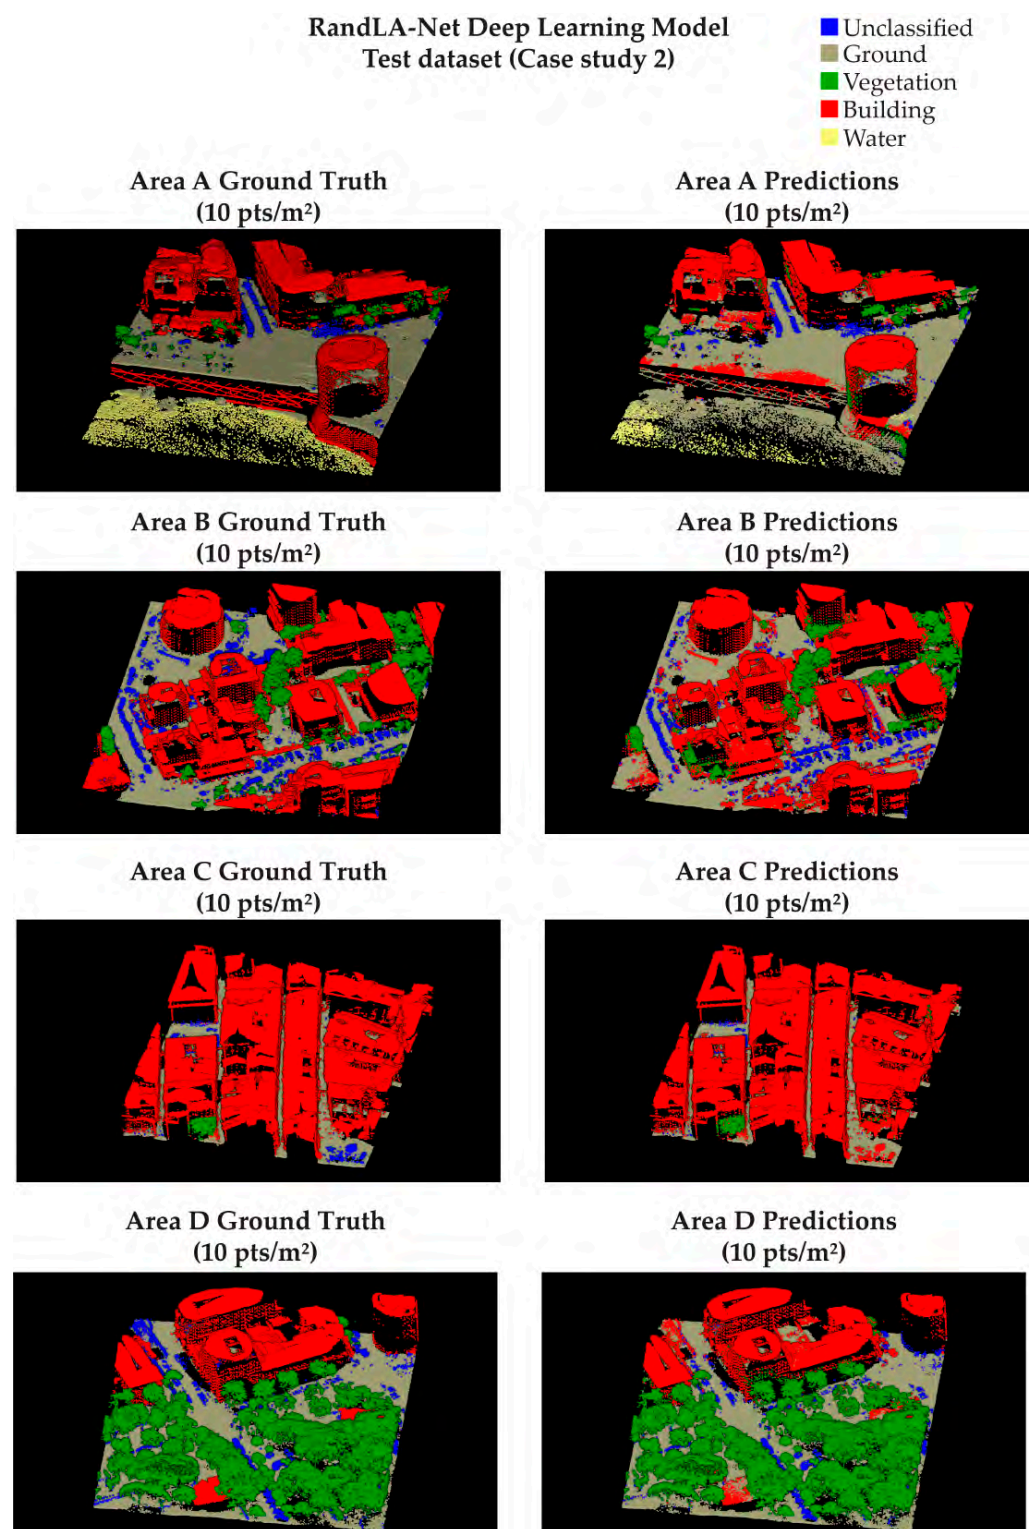 RandLA-Net Deep Learning Model
Test dataset (Case study 2)
Unclassified
Ground
Vegetation
Building
Water
Area A Ground Truth
(10 pts/m²)
Area A Predictions
(10 pts/m²)
Area B Ground Truth
(10 pts/m²)
Area B Predictions
(10 pts/m²)
Area C Ground Truth
(10 pts/m²)
Area C Predictions
(10 pts/m²)
Area D Ground Truth
(10 pts/m²)
Area D Predictions
(10 pts/m²)